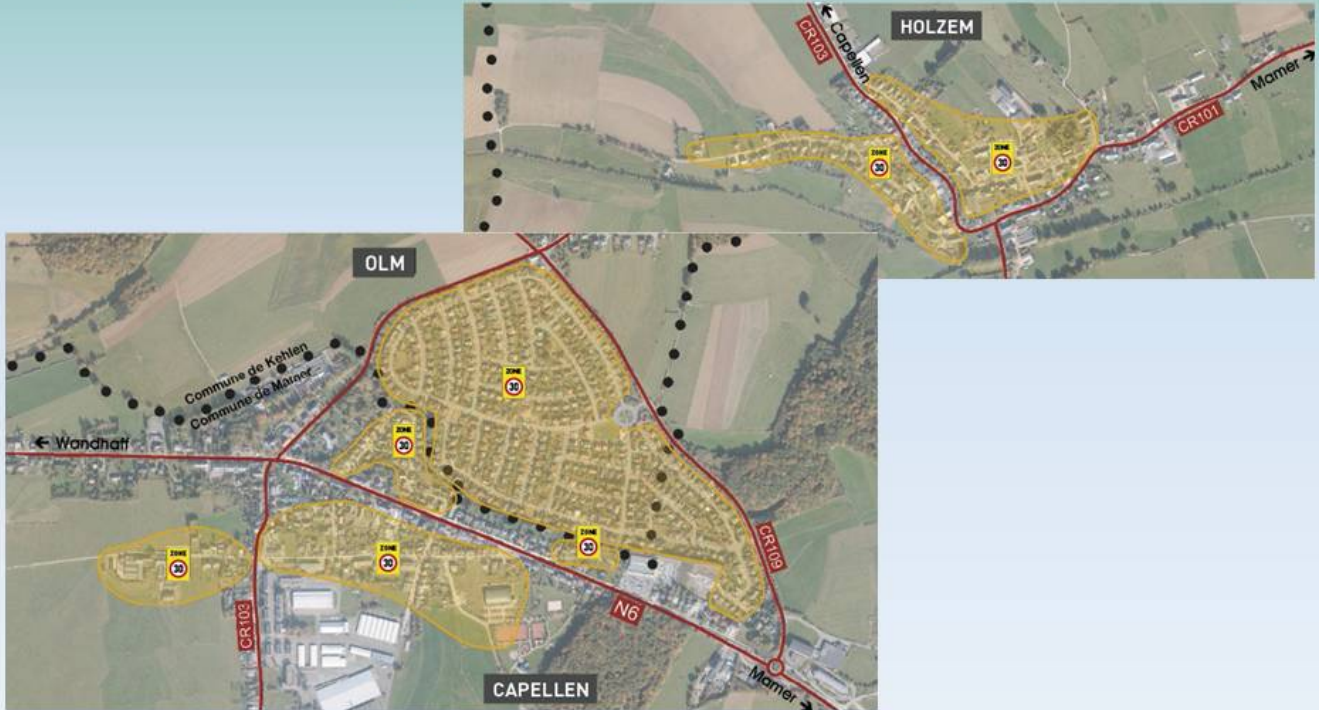 HOLZEM
← Capellen
CR103
Mamer →
CR101
ZONE
30
ZONE
30
OLM
Commune de Kehlen
Commune de Mamer
← Wandhaff
ZONE
30
ZONE
30
ZONE
30
ZONE
30
ZONE
30
CR109
CR103
N6
CAPELLEN
Mamer →